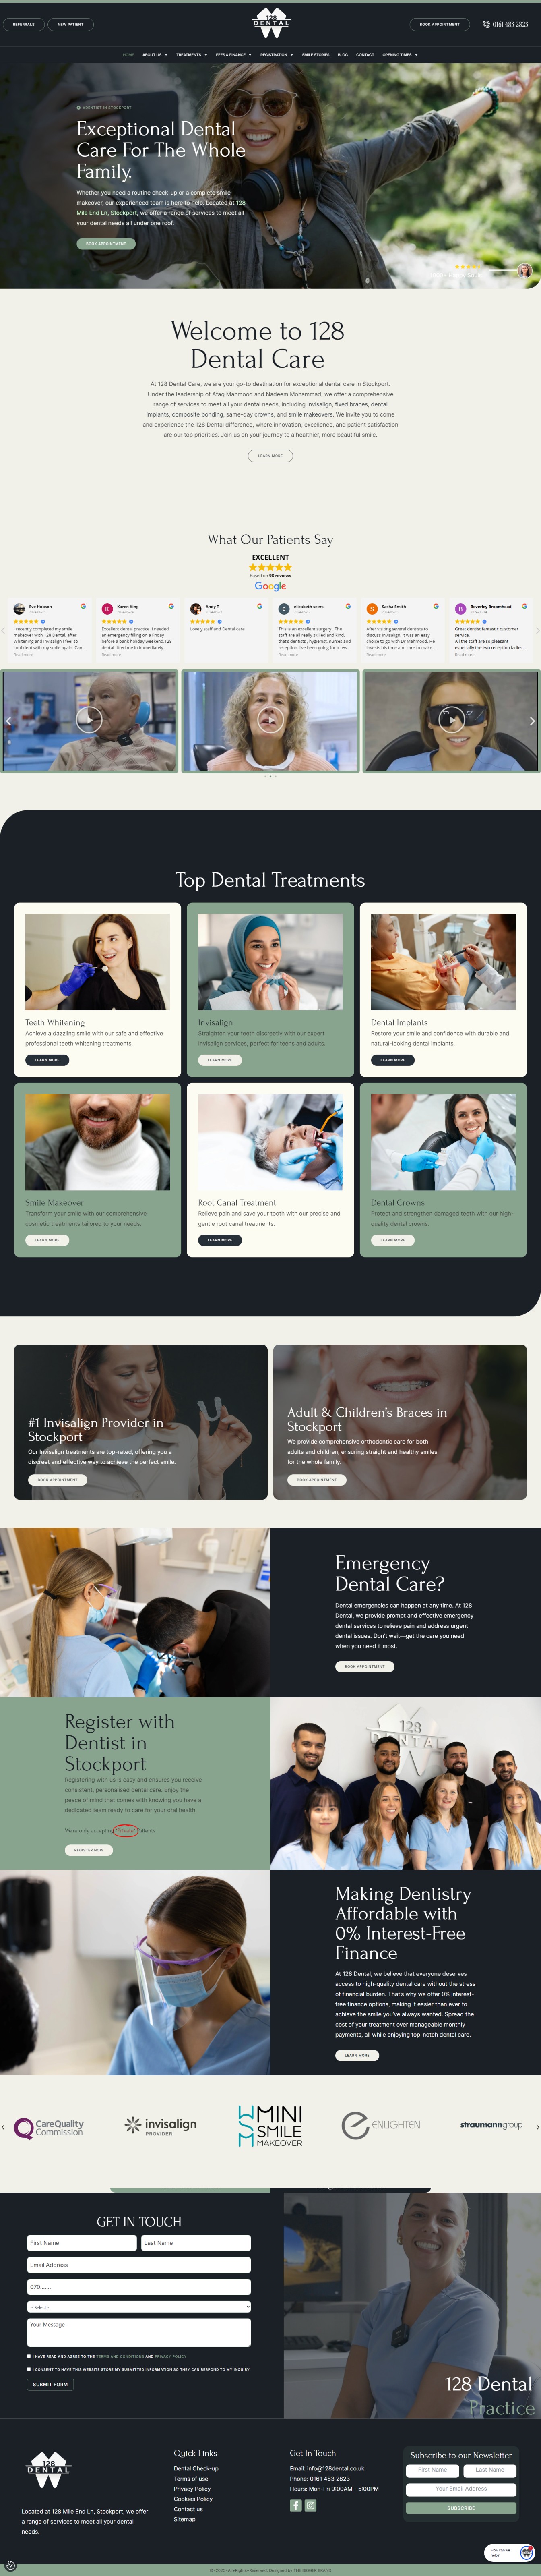 REFERRALS
NEW PATIENT
128
DENTAL
BOOK APPOINTMENT
0161 483 2823
HOME
ABOUT US
TREATMENTS
FEES & FINANCE
REGISTRATION
SMILE STORIES
BLOG
CONTACT
OPENING TIMES
#DENTIST IN STOCKPORT
Exceptional Dental
Care For The Whole
Family.
Whether you need a routine check-up or a complete smile
makeover, our experienced team is here to help. Located at 128
Mile End Ln, Stockport, we offer a range of services to meet all
your dental needs all under one roof.
BOOK APPOINTMENT
Welcome to 128
Dental Care
At 128 Dental Care, we are your go-to destination for exceptional dental care in Stockport.
Under the leadership of Afaq Mahmood and Nadeem Mohammad, we offer a comprehensive
range of services to meet all your dental needs, including invisalign, fixed braces, dental
implants, composite bonding, same-day crowns, and smile makeovers. We invite you to come
and experience the 128 Dental difference, where innovation, excellence, and patient satisfaction
are our top priorities. Join us on your journey to a healthier, more beautiful smile.
LEARN MORE
What Our Patients Say
EXCELLENT
Based on 98 reviews
Google
Eve Hobson
I recently completed my smile
makeover with 128 Dental, after
Whitening and Invisalign I feel so
confident with my smile again. Can...
Read more
Karen King
Excellent dental practice. I needed
an emergency filling on a Friday
before a bank holiday weekend.128
dental fitted me in immediately...
Read more
Andy T
Lovely staff and Dental care
elizabeth seers
This is an excellent surgery . The
staff are all really skilled and kind,
that's dentists , hygienist, nurses and
reception. I've been going for a few...
Read more
Sasha Smith
After visiting several dentists to
discuss Invisalign, it was an easy
choice to go with Dr Mahmood. He
invests his time and care to make...
Read more
Beverley Broomhead
Great dentist fantastic customer
service.
All the staff are so pleasant
especially the two reception ladies...
Read more
Top Dental Treatments
Teeth Whitening
Achieve a dazzling smile with our safe and effective
professional teeth whitening treatments.
LEARN MORE
Invisalign
Straighten your teeth discreetly with our expert
Invisalign services, perfect for teens and adults.
LEARN MORE
Dental Implants
Restore your smile and confidence with durable and
natural-looking dental implants.
LEARN MORE
Smile Makeover
Transform your smile with our comprehensive
cosmetic treatments tailored to your needs.
LEARN MORE
Root Canal Treatment
Relieve pain and save your tooth with our precise and
gentle root canal treatments.
LEARN MORE
Dental Crowns
Protect and strengthen damaged teeth with our high-
quality dental crowns.
LEARN MORE
#1 Invisalign Provider in
Stockport
Our Invisalign treatments are top-rated, offering you a
discreet and effective way to achieve the perfect smile.
BOOK APPOINTMENT
Adult & Children's Braces in
Stockport
We provide comprehensive orthodontic care for both
adults and children, ensuring straight and healthy smiles
for the whole family.
BOOK APPOINTMENT
Emergency
Dental Care?
Dental emergencies can happen at any time. At 128
Dental, we provide prompt and effective emergency
dental services to relieve pain and address urgent
dental issues. Don't wait—get the care you need
when you need it most.
BOOK APPOINTMENT
Register with
Dentist in
Stockport
Registering with us is easy and ensures you receive
consistent, personalised dental care. Enjoy the
peace of mind that comes with knowing you have a
dedicated team ready to care for your oral health.
We're only accepting "Private" Patients.
REGISTER NOW
128
DENTAL
Making Dentistry
Affordable with
0% Interest-Free
Finance
At 128 Dental, we believe that everyone deserves
access to high-quality dental care without the stress
of financial burden. That's why we offer 0% interest-
free finance options, making it easier than ever to
achieve the smile you've always wanted. Spread the
cost of your treatment over manageable monthly
payments, all while enjoying top-notch dental care.
LEARN MORE
CareQuality
Commission
invisalign
PROVIDER
MINI
SMILE
MAKEOVER
ENLIGHTEN
straumanngroup
GET IN TOUCH
First Name
Last Name
Email Address
070.......
- Select -
Your Message
I HAVE READ AND AGREE TO THE TERMS AND CONDITIONS AND PRIVACY POLICY
I CONSENT TO HAVE THIS WEBSITE STORE MY SUBMITTED INFORMATION SO THEY CAN RESPOND TO MY INQUIRY
SUBMIT FORM
128 Dental
Practice
128
DENTAL
Located at 128 Mile End Ln, Stockport, we offer
a range of services to meet all your dental
needs.
Quick Links
Dental Check-up
Terms of use
Privacy Policy
Cookies Policy
Contact us
Sitemap
Get In Touch
Email: info@128dental.co.uk
Phone: 0161 483 2823
Hours: Mon-Fri 9:00AM - 5:00PM
Subscribe to our Newsletter
First Name
Last Name
Your Email Address
SUBSCRIBE
How can we
help?